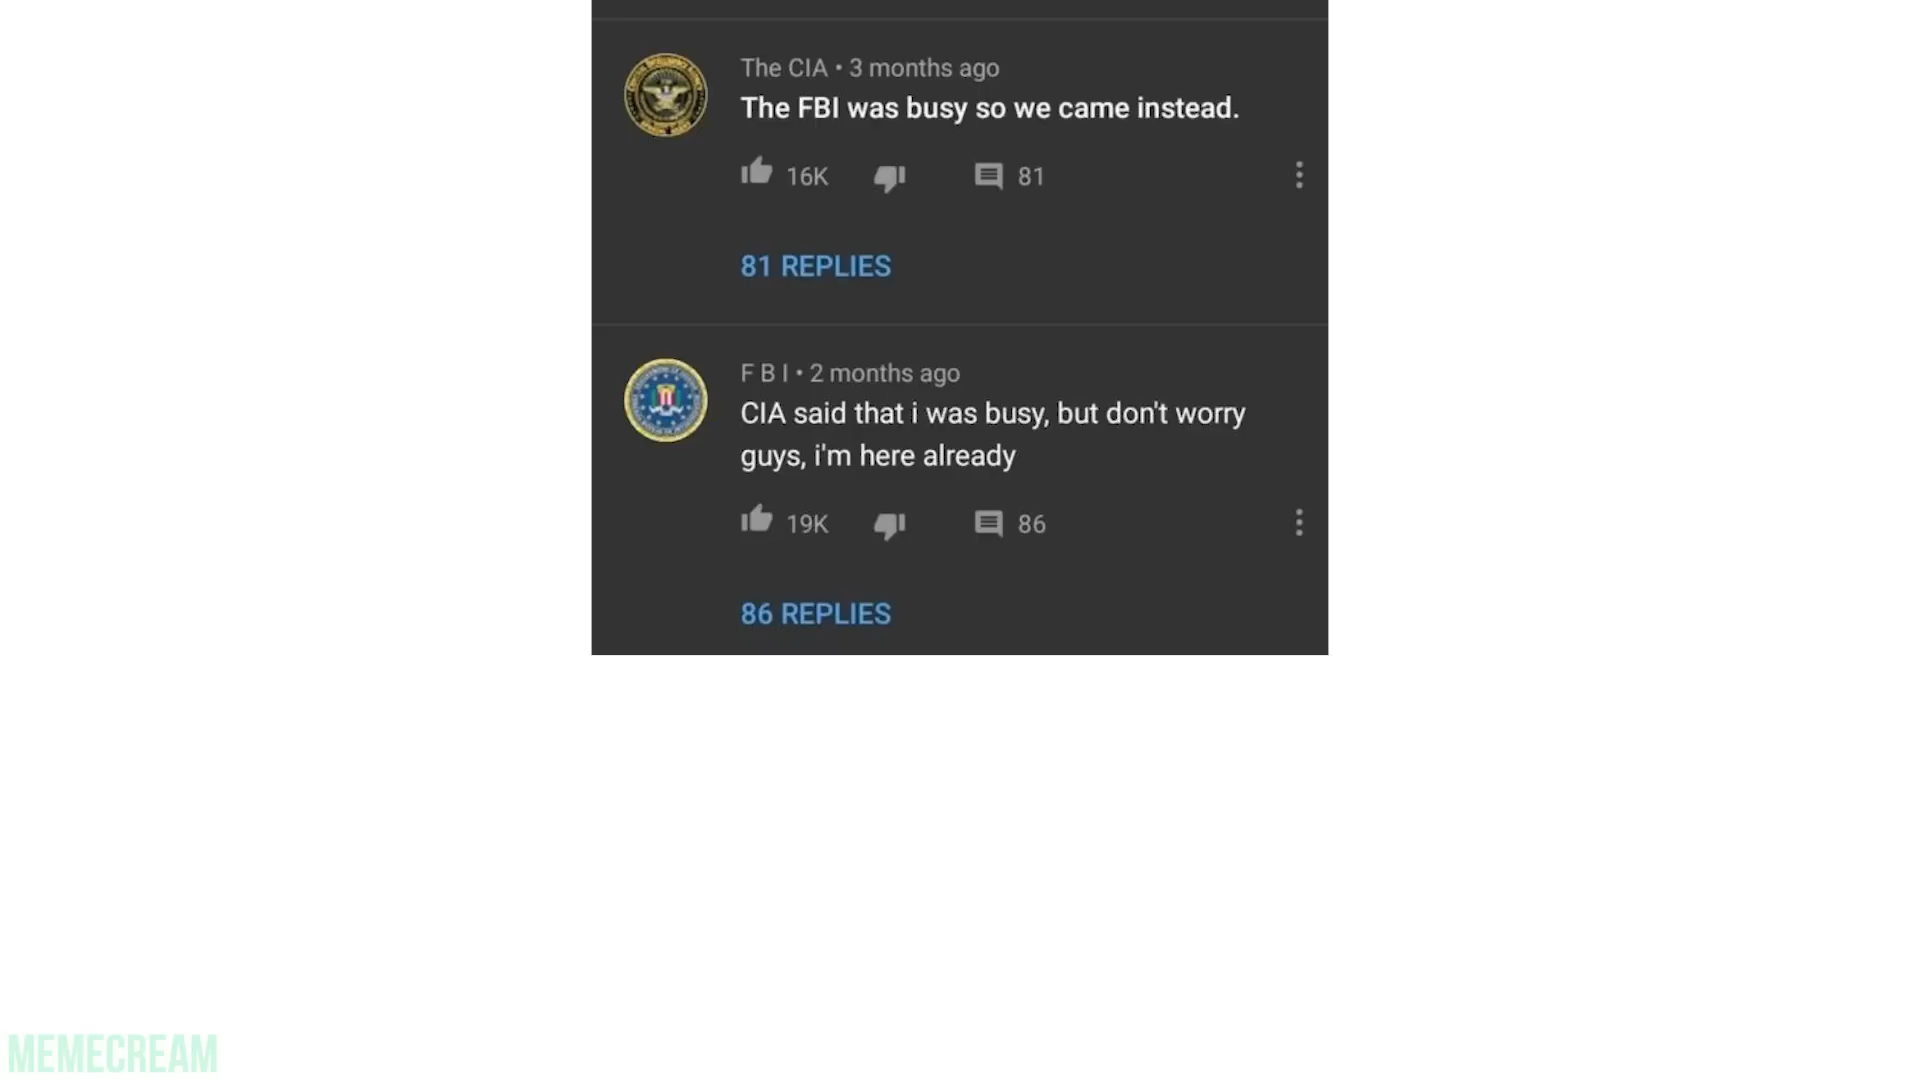 The CIA • 3 months ago
The FBI was busy so we came instead.
16K 81
81 REPLIES
F B I • 2 months ago
CIA said that i was busy, but don't worry
guys, i'm here already
19K 86
86 REPLIES
MEMECREAM